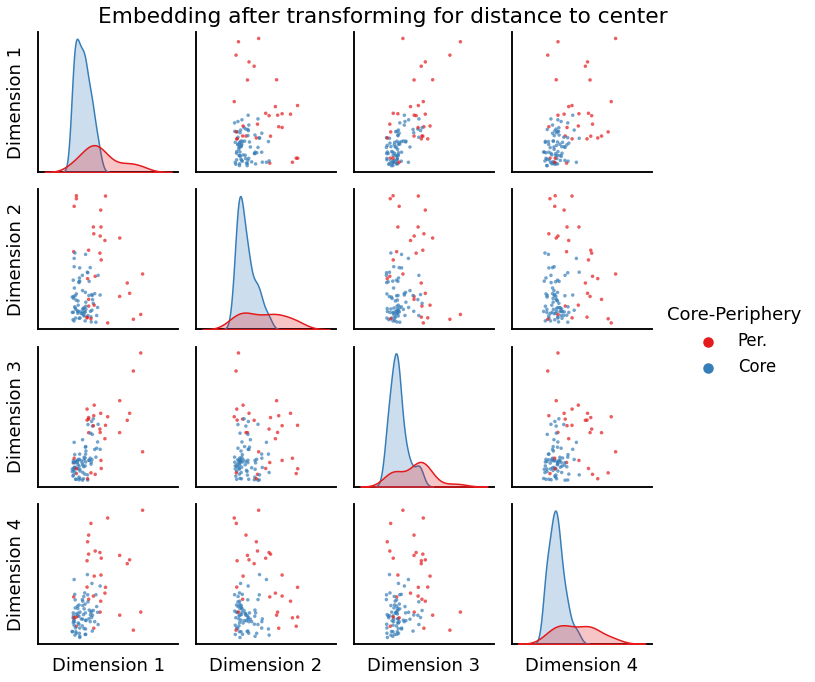 Embedding after transforming for distance to center
Dimension 1
Dimension 2
Dimension 3
Dimension 4
Core-Periphery
Per.
Core
Dimension 1
Dimension 2
Dimension 3
Dimension 4